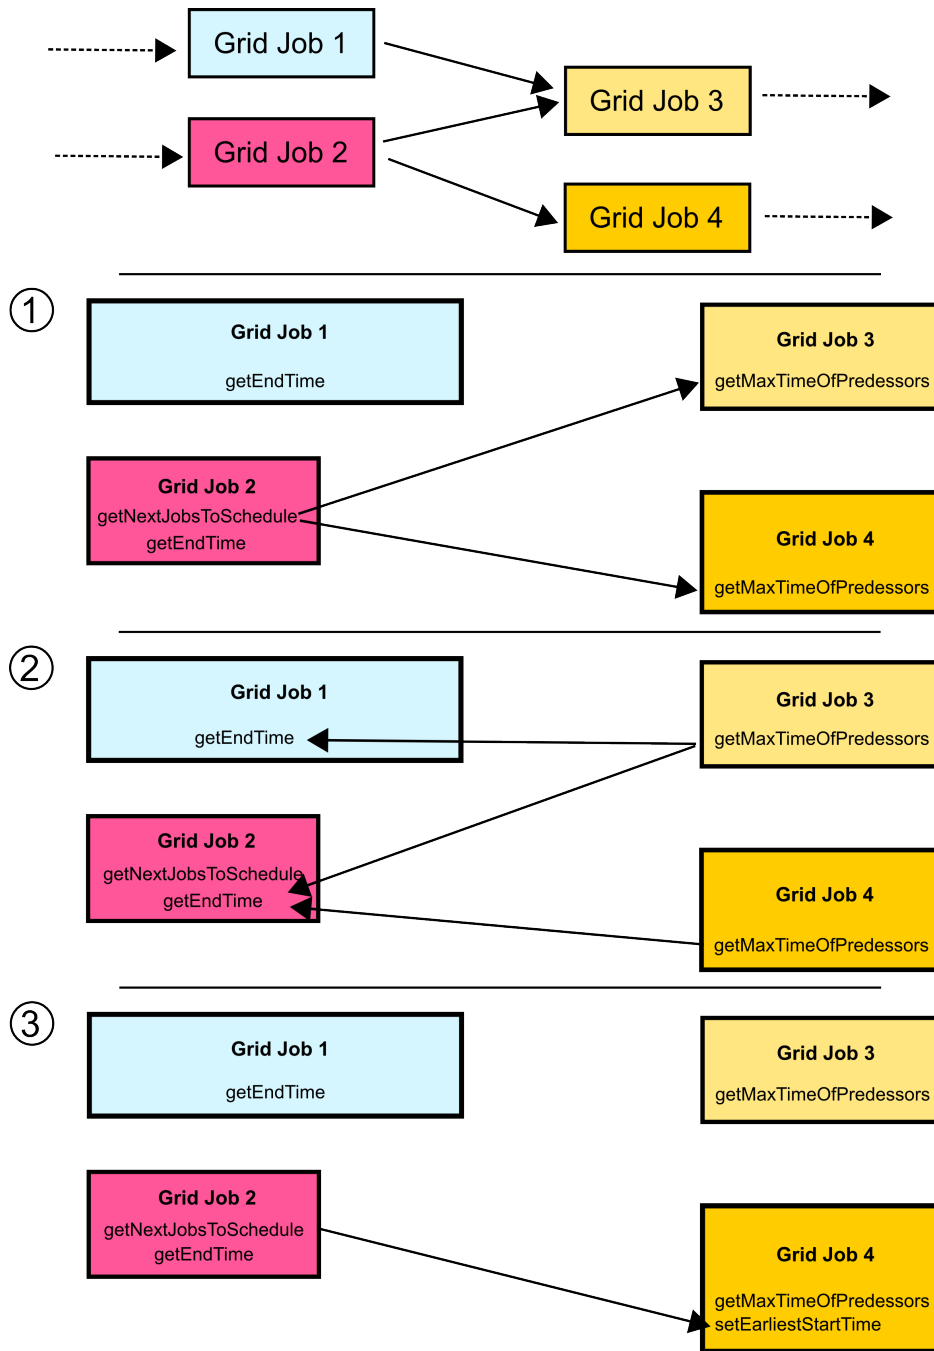 Grid Job 1
Grid Job 3
Grid Job 2
Grid Job 4
1
Grid Job 1
getEndTime
Grid Job 3
getMaxTimeOfPredessors
Grid Job 2
getNextJobsToSchedule
getEndTime
Grid Job 4
getMaxTimeOfPredessors
2
Grid Job 1
getEndTime
Grid Job 3
getMaxTimeOfPredessors
Grid Job 2
getNextJobsToSchedule
getEndTime
Grid Job 4
getMaxTimeOfPredessors
3
Grid Job 1
getEndTime
Grid Job 3
getMaxTimeOfPredessors
Grid Job 2
getNextJobsToSchedule
getEndTime
Grid Job 4
getMaxTimeOfPredessors
setEarliestStartTime